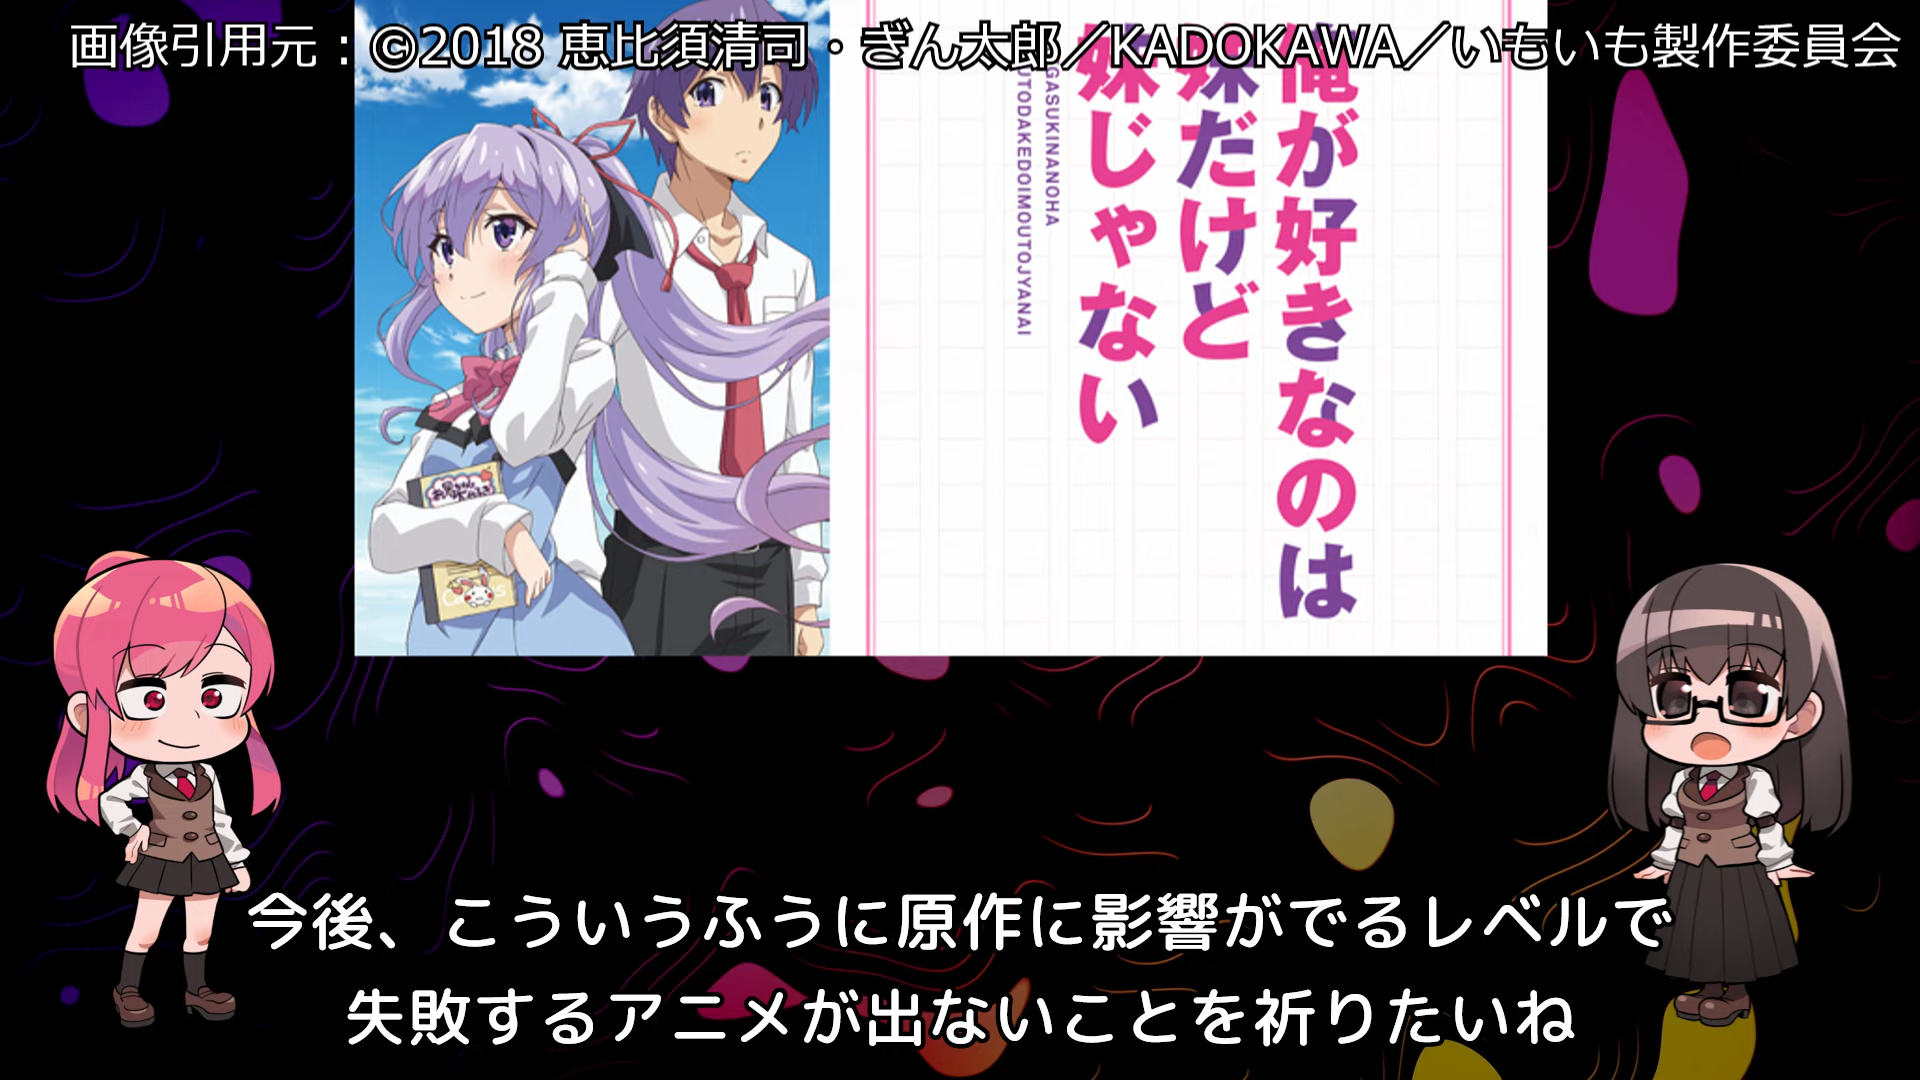 画像引用元：©2018 恵比須清司・ぎん太郎／KADOKAWA／いもいも製作委員会
俺が好きなのは
妹だけど
妹じゃない
GASUKINANOHA
UTODAKEDOIMOUTOJYANAI
今後、こういうふうに原作に影響がでるレベルで
失敗するアニメが出ないことを祈りたいね